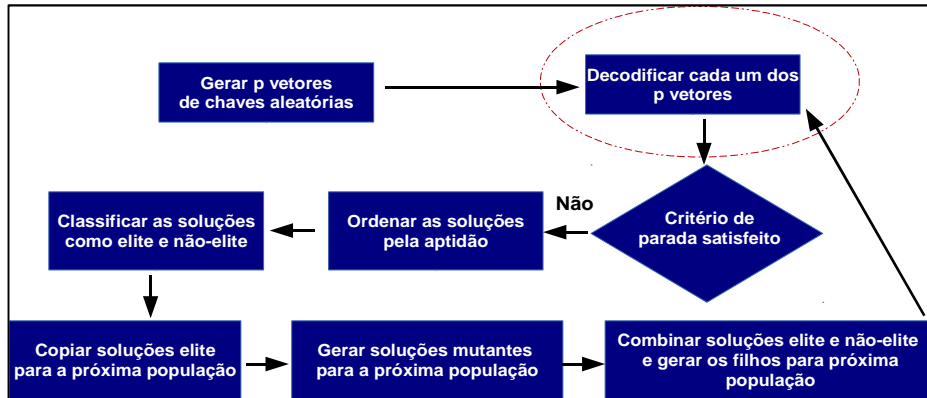 Gerar p vetores
de chaves aleatórias
Decodificar cada um dos
p vetores
Critério de
parada satisfeito
Não
Ordenar as soluções
pela aptidão
Classificar as soluções
como elite e não-elite
Copiar soluções elite
para a próxima população
Gerar soluções mutantes
para a próxima população
Combinar soluções elite e não-elite
e gerar os filhos para próxima
população